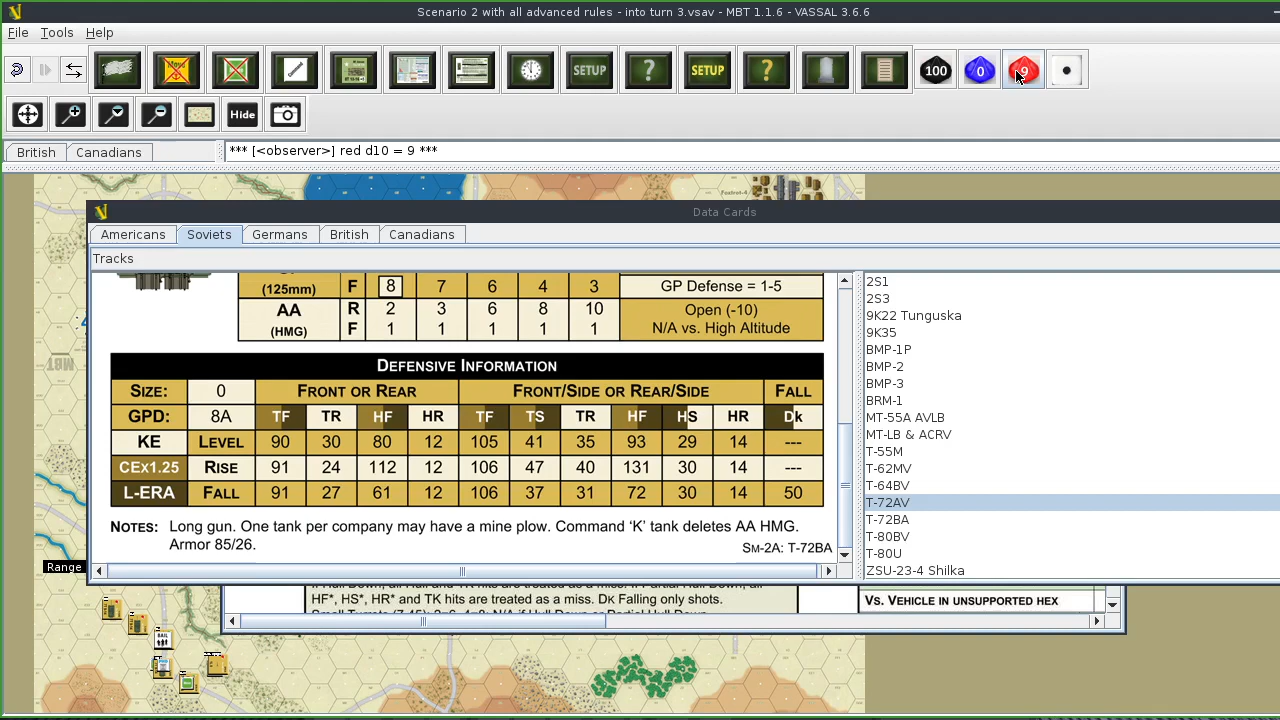 Scenario 2 with all advanced rules - into turn 3.vsav - MBT 1.1.6 - VASSAL 3.6.6
File Tools Help
SETUP ? SETUP ? 100 0 9
Hide
British Canadians *** [<observer>] red d10 = 9 ***
Data Cards
Americans Soviets Germans British Canadians
Tracks
(125mm) F 8 7 6 4 3 GP Defense = 1-5
AA R 2 3 6 8 10 Open (-10)
(HMG) F 1 1 1 1 1 N/A vs. High Altitude
DEFENSIVE INFORMATION
SIZE: 0 FRONT OR REAR FRONT/SIDE OR REAR/SIDE FALL
GPD: 8A TF TR HF HR TF TS TR HF HS HR Dk
KE LEVEL 90 30 80 12 105 41 35 93 29 14 ---
CEx1.25 RISE 91 24 112 12 106 47 40 131 30 14 ---
L-ERA FALL 91 27 61 12 106 37 31 72 30 14 50
NOTES: Long gun. One tank per company may have a mine plow. Command ‘K’ tank deletes AA HMG.
Armor 85/26.
SM-2A: T-72BA
2S1
2S3
9K22 Tunguska
9K35
BMP-1P
BMP-2
BMP-3
BRM-1
MT-55A AVLB
MT-LB & ACRV
T-55M
T-62MV
T-64BV
T-72AV
T-72BA
T-80BV
T-80U
ZSU-23-4 Shilka
Range
HF*, HS*, HR* and TK hits are treated as a miss. DK Falling only shots.
VS. VEHICLE IN UNSUPPORTED HEX
RAIL
MBT